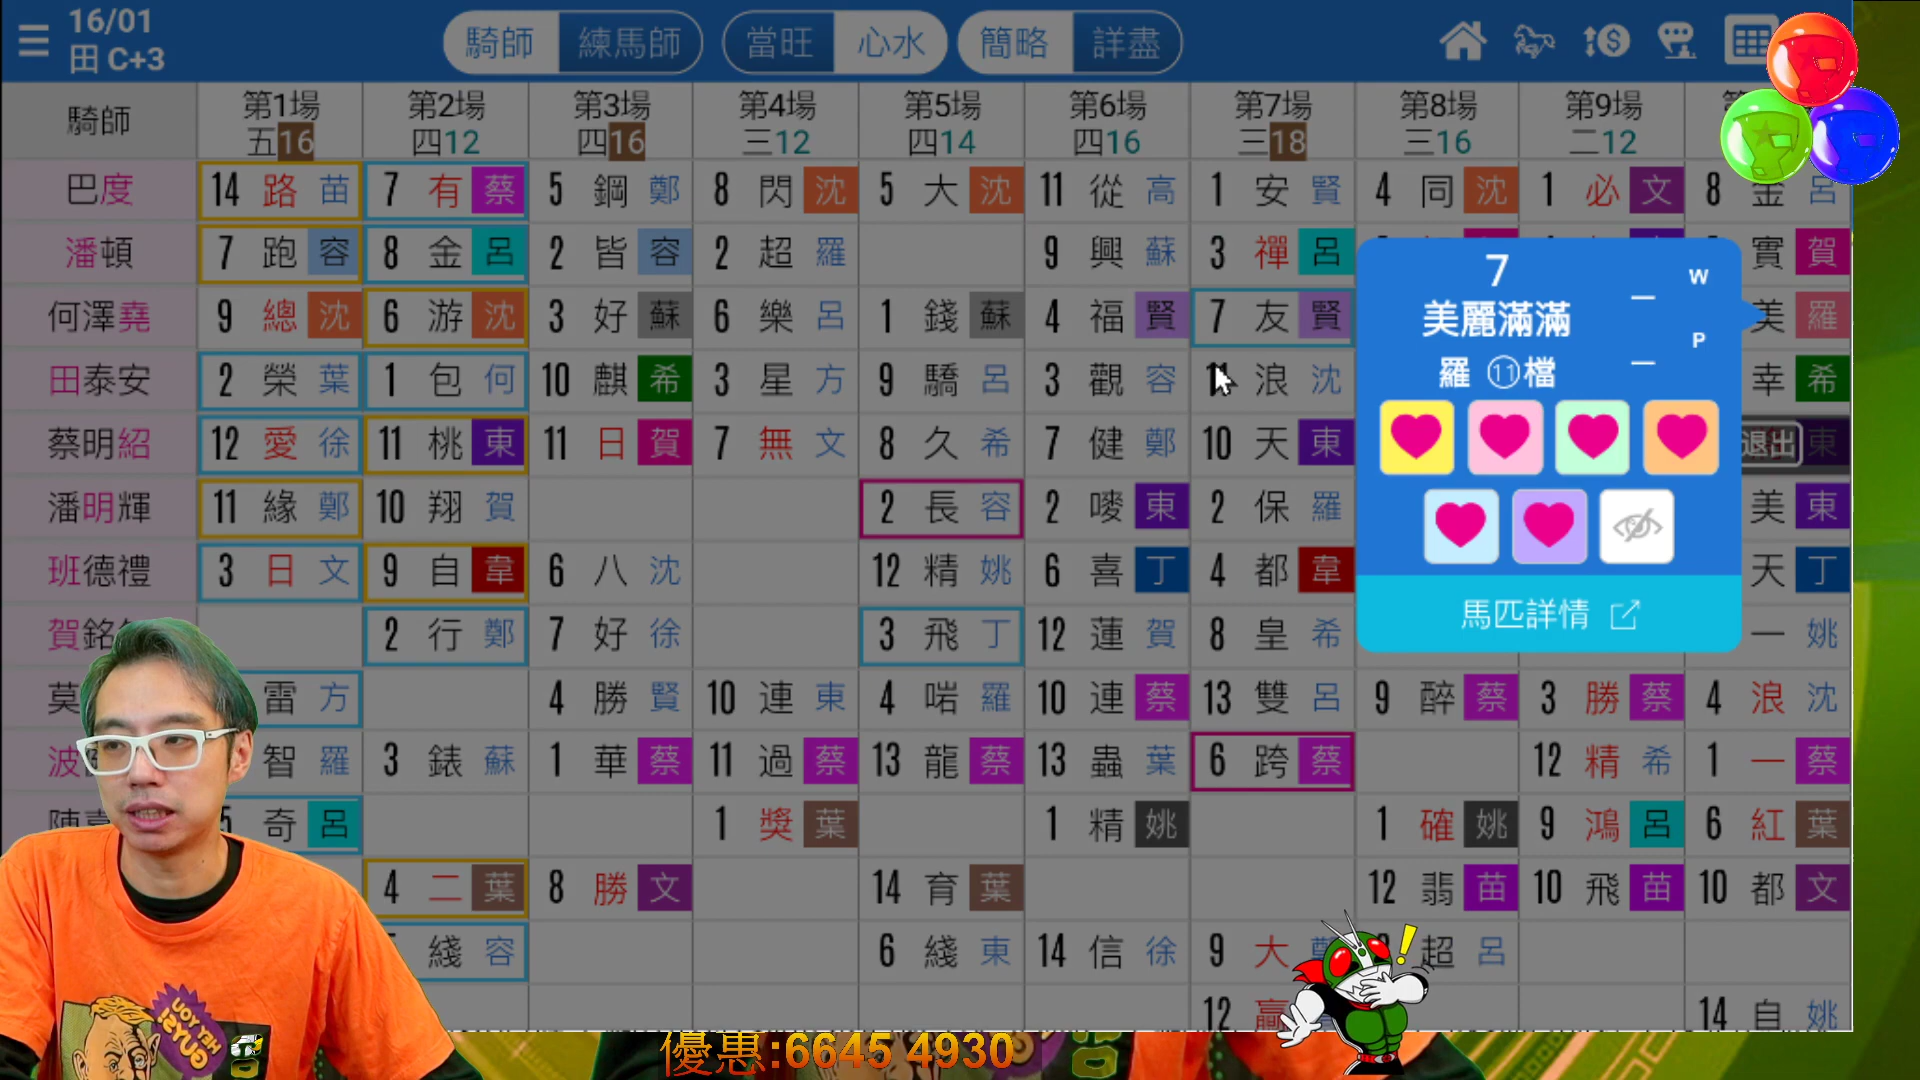 16/01
田 C+3
騎師 練馬師 當旺 心水 簡略 詳盡
騎師 第1場 第2場 第3場 第4場 第5場 第6場 第7場 第8場 第9場
五16 四12 四16 三12 四14 四16 三18 三16 二12
巴度 14 路 苗 7 有 蔡 5 鋼 鄭 8 閃 沈 5 大 沈 11 從 高 1 安 賢 4 同 沈 1 必 文 8 金 呂
潘頓 7 跑 容 8 金 呂 2 皆 容 2 超 羅 9 興 蘇 3 禪 呂 實 賀
何澤堯 9 總 沈 6 游 沈 3 好 蘇 6 樂 呂 1 錢 蘇 4 福 賢 7 友 賢 美 羅
田泰安 2 榮 葉 1 包 何 10 麒 希 3 星 方 9 驕 呂 3 觀 容 浪 沈 幸 希
蔡明紹 12 愛 徐 11 桃 東 11 日 賀 7 無 文 8 久 希 7 健 鄭 10 天 東 退出 東
潘明輝 11 緣 鄭 10 翔 賀 2 長 容 2 嘜 東 2 保 羅 美 東
班德禮 3 日 文 9 自 韋 6 八 沈 12 精 姚 6 喜 丁 4 都 韋 天 丁
賀銘 2 行 鄭 7 好 徐 3 飛 丁 12 蓮 賀 8 皇 希 一 姚
莫 雷 方 4 勝 賢 10 連 東 4 啱 羅 10 連 蔡 13 雙 呂 9 醉 蔡 3 勝 蔡 4 浪 沈
波 智 羅 3 錶 蘇 1 華 蔡 11 過 蔡 13 龍 蔡 13 蟲 葉 6 跨 蔡 12 精 希 1 一 蔡
陳 5 奇 呂 1 獎 葉 1 精 姚 1 確 姚 9 鴻 呂 6 紅 葉
4 二 葉 8 勝 文 14 育 葉 12 翡 苗 10 飛 苗 10 都 文
綫 容 6 綫 東 14 信 徐 9 大 鄭 超 呂
12 贏 14 自 姚
7
美麗滿滿
羅 ⑪檔
W
—
P
—
馬匹詳情
HEY YOU GUYS!
優惠:6645 4930
!